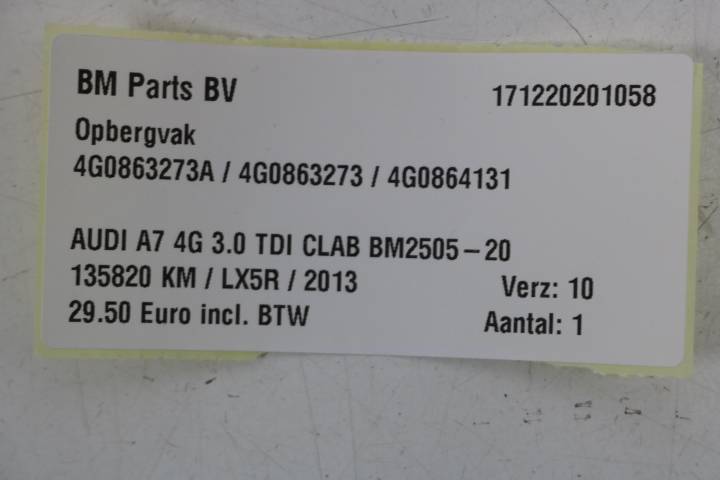 BM Parts BV 171220201058
Opbergvak
4G0863273A / 4G0863273 / 4G0864131
AUDI A7 4G 3.0 TDI CLAB BM2505-20
135820 KM / LX5R / 2013 Verz: 10
29.50 Euro incl. BTW Aantal: 1